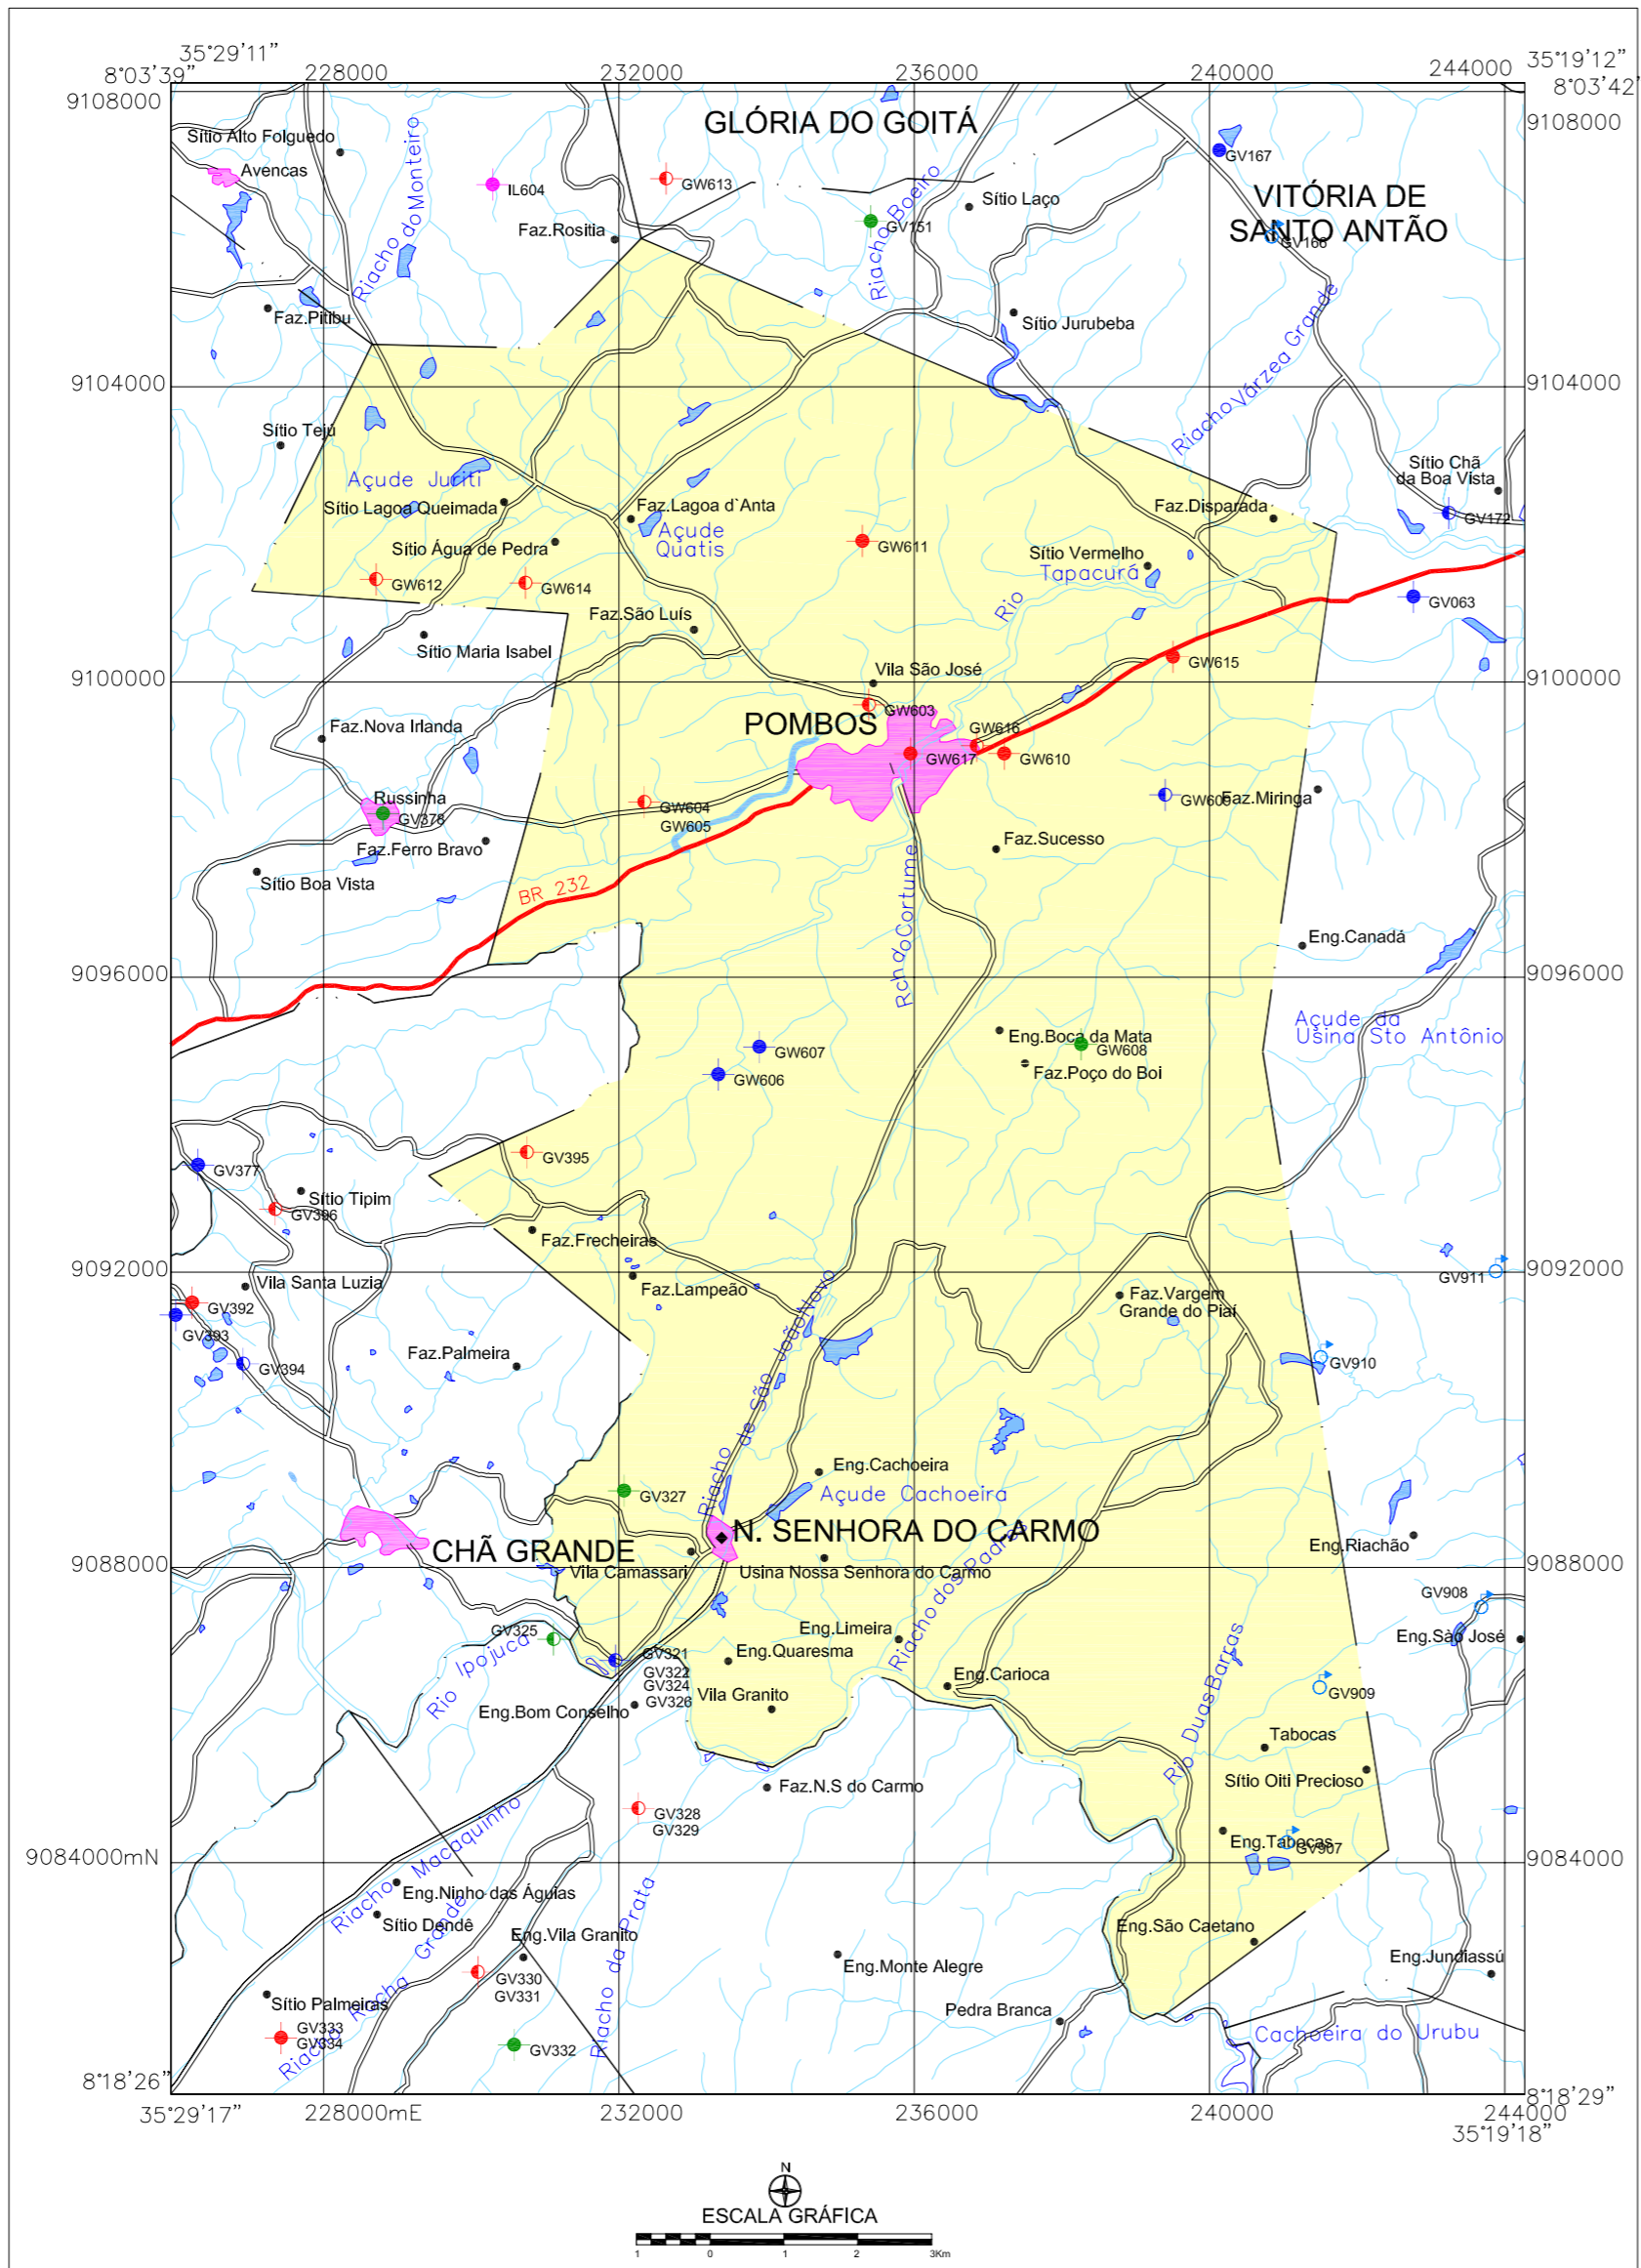 35°29'11"
35°19'12"
8°03'39"
228000
232000
236000
240000
244000
8°03'42"
9108000
9108000
GLÓRIA DO GOITÁ
Sítio Alto Folguedo
Avencas
Riacho do Monteiro
IL604
GW613
Riacho Boeiro
GV151
Sítio Laço
GV167
VITÓRIA DE
SANTO ANTÃO
GV166
Faz.Rositia
Faz.Pitibu
Sítio Jurubeba
Riacho Várzea Grande
9104000
9104000
Sítio Tejú
Açude Juriti
Sítio Lagoa Queimada
Faz.Lagoa d`Anta
Açude
Quatis
Sítio Água de Pedra
Sítio Chã
da Boa Vista
Faz.Disparada
GV172
GW611
Sítio Vermelho
Tapacurá
Rio
GW612
GW614
GV063
Faz.São Luís
Sítio Maria Isabel
GW615
Vila São José
9100000
9100000
GW603
POMBOS
GW616
GW617
GW610
Faz.Nova Irlanda
Russinha
GV378
GW604
GW605
GW609
Faz.Miringa
Faz.Ferro Bravo
Faz.Sucesso
Sítio Boa Vista
BR 232
Rch.do Cortume
Eng.Canadá
9096000
9096000
Açude da
Usina Sto Antônio
Eng.Boca da Mata
GW608
GW607
GW606
Faz.Poço do Boi
GV395
GV377
Sítio Tipim
GV396
Faz.Frecheiras
9092000
9092000
GV911
Vila Santa Luzia
Faz.Lampeão
Faz.Vargem
Grande do Piaí
GV392
GV393
GV394
Faz.Palmeira
Riacho de São João Novo
GV910
Eng.Cachoeira
Açude Cachoeira
GV327
N. SENHORA DO CARMO
CHÃ GRANDE
Eng.Riachão
9088000
9088000
Vila Camassari
Usina Nossa Senhora do Carmo
Riacho dos Padres
GV908
GV325
Rio Ipojuca
GV321
GV322
GV324
GV326
Eng.Limeira
Eng.Quaresma
Eng.São José
Eng.Carioca
Vila Granito
Eng.Bom Conselho
Rio Duas Barras
GV909
Tabocas
Sítio Oiti Precioso
Faz.N.S do Carmo
GV328
GV329
Riacho Macaquinho
Eng.Tabocas
GV907
9084000mN
9084000
Eng.Ninho das Águias
Sítio Dendê
Riacho Rocha Grande
Eng.Vila Granito
Riacho da Prata
Eng.São Caetano
Eng.Monte Alegre
Eng.Jundiassú
GV330
GV331
Sítio Palmeiras
GV333
GV334
GV332
Pedra Branca
Cachoeira do Urubu
8°18'26"
8°18'29"
35°29'17"
228000mE
232000
236000
240000
244000
35°19'18"
N
ESCALA GRÁFICA
1 0 1 2 3Km